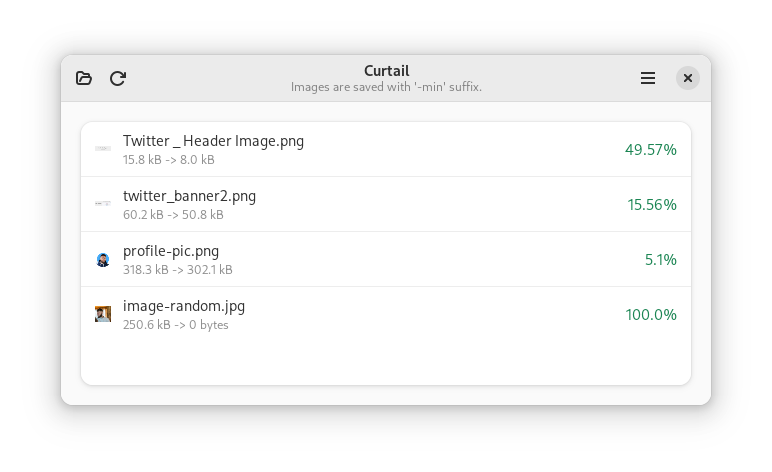 Curtail
Images are saved with '-min' suffix.
Twitter _ Header Image.png
15.8 kB -> 8.0 kB
49.57%
twitter_banner2.png
60.2 kB -> 50.8 kB
15.56%
profile-pic.png
318.3 kB -> 302.1 kB
5.1%
image-random.jpg
250.6 kB -> 0 bytes
100.0%